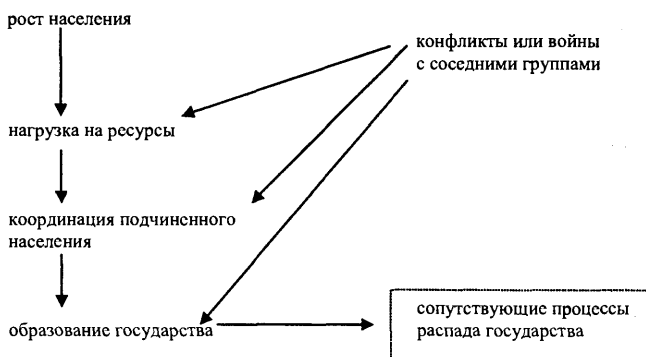 рост населения
конфликты или войны
с соседними группами
нагрузка на ресурсы
координация подчиненного
населения
образование государства
сопутствующие процессы
распада государства